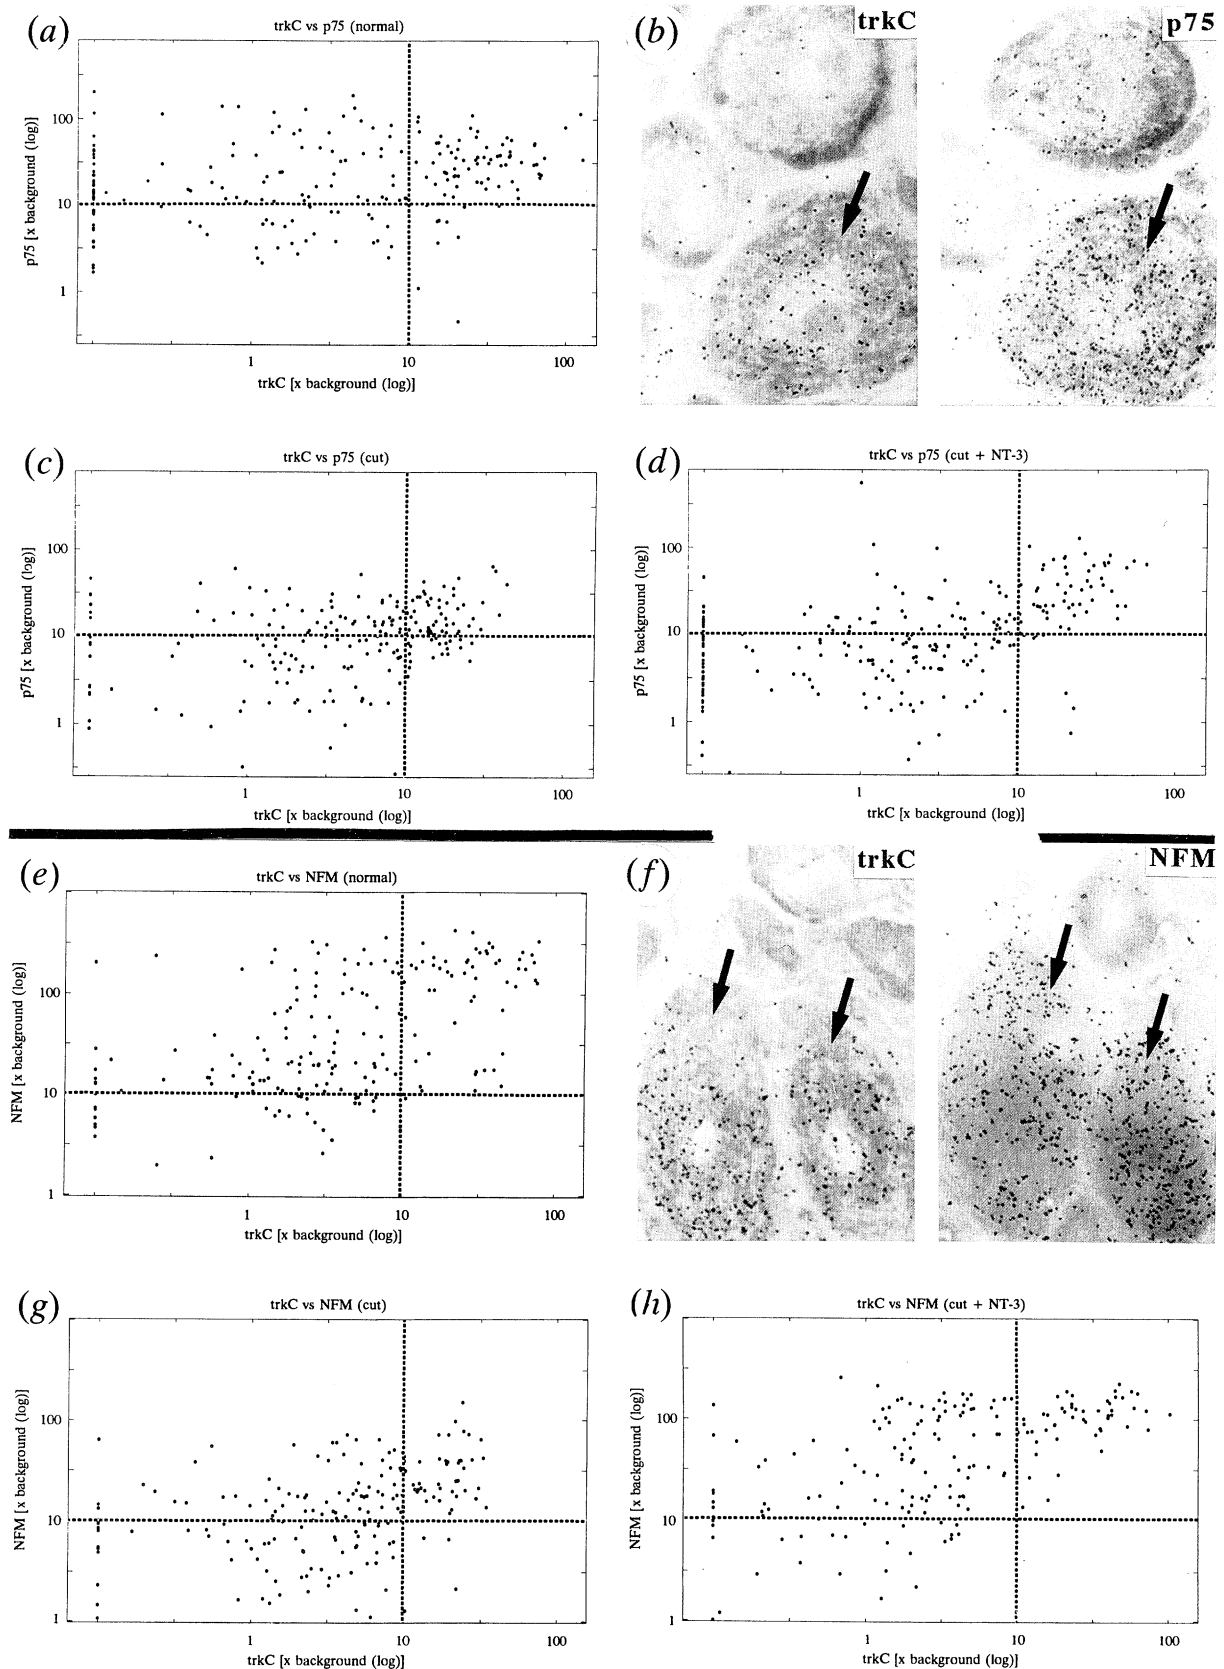 (a)
trkC vs p75 (normal)
p75 [x background (log)]
100
10
1
1
10
100
trkC [x background (log)]
(b)
trkC
p75
(c)
trkC vs p75 (cut)
p75 [x background (log)]
100
10
1
1
10
100
trkC [x background (log)]
(d)
trkC vs p75 (cut + NT-3)
p75 [x background (log)]
100
10
1
1
10
100
trkC [x background (log)]
(e)
trkC vs NFM (normal)
NFM [x background (log)]
100
10
1
1
10
100
trkC [x background (log)]
(f)
trkC
NFM
(g)
trkC vs NFM (cut)
NFM [x background (log)]
100
10
1
1
10
100
trkC [x background (log)]
(h)
trkC vs NFM (cut + NT-3)
NFM [x background (log)]
100
10
1
1
10
100
trkC [x background (log)]